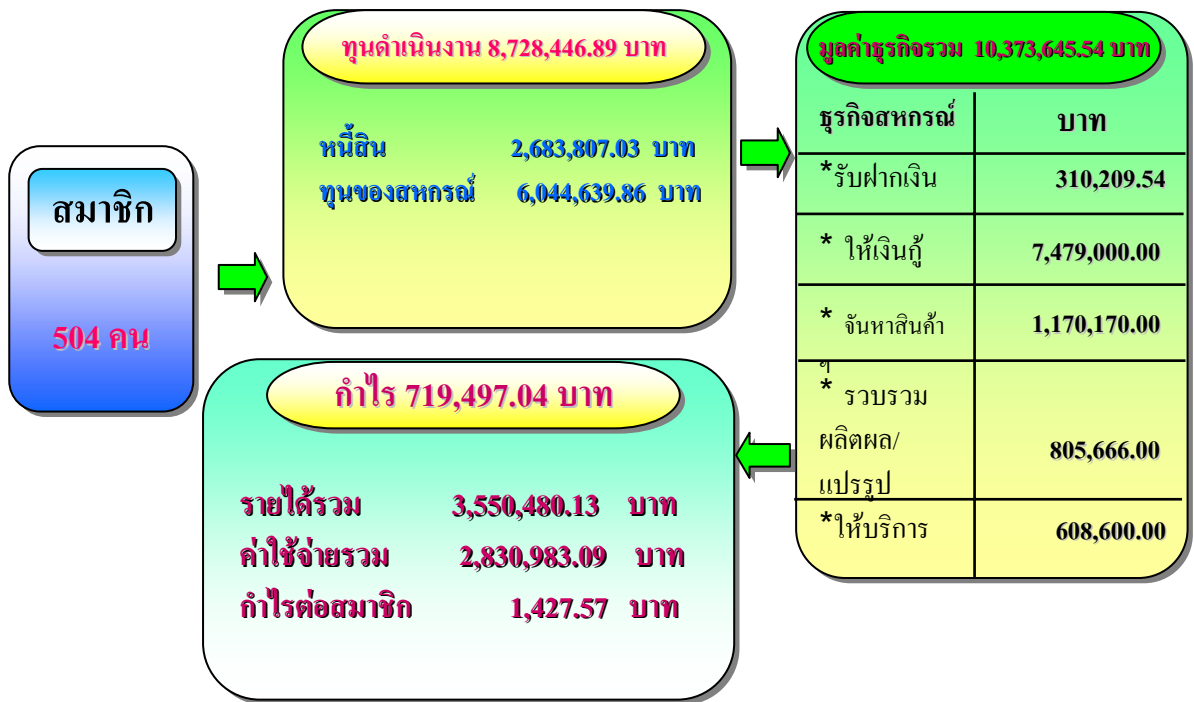 สมาชิก
504 คน
ทุนดำเนินงาน 8,728,446.89 บาท
หนี้สิน 2,683,807.03 บาท
ทุนของสหกรณ์ 6,044,639.86 บาท
มูลค่าธุรกิจรวม 10,373,645.54 บาท
ธุรกิจสหกรณ์ บาท
*รับฝากเงิน 310,209.54
* ให้เงินกู้ 7,479,000.00
* จันหาสินค้า 1,170,170.00
ๆ
* รวบรวม
ผลิตผล/ 805,666.00
แปรรูป
*ให้บริการ 608,600.00
กำไร 719,497.04 บาท
รายได้รวม 3,550,480.13 บาท
ค่าใช้จ่ายรวม 2,830,983.09 บาท
กำไรต่อสมาชิก 1,427.57 บาท